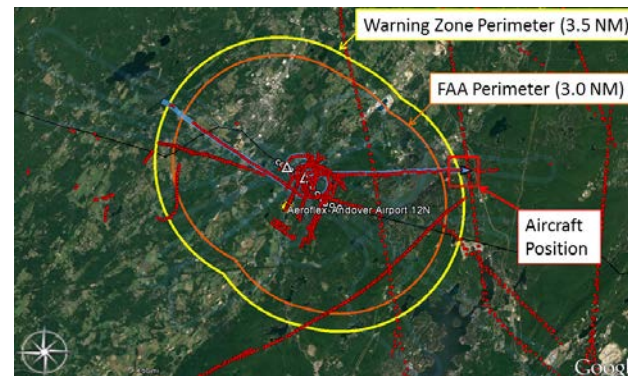 Warning Zone Perimeter (3.5 NM)
FAA Perimeter (3.0 NM)
Aeroflex-Andover Airport 12N
Aircraft
Position
Google